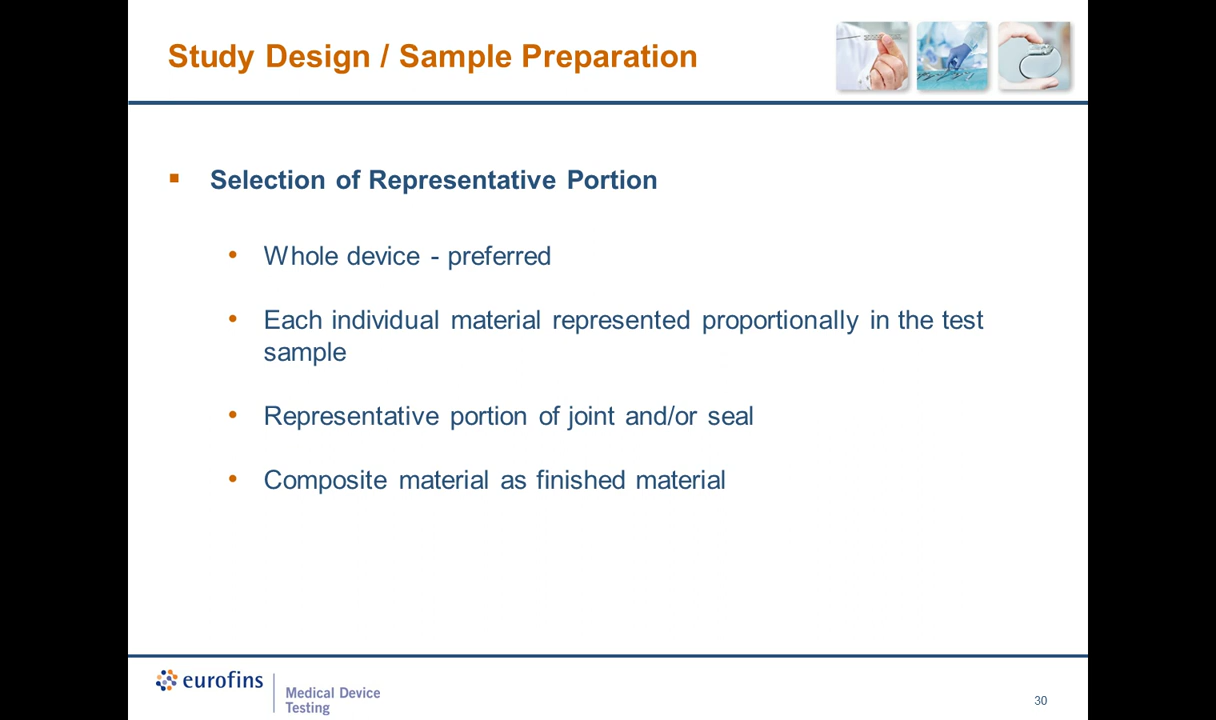 Study Design / Sample Preparation
▪ Selection of Representative Portion
• Whole device - preferred
• Each individual material represented proportionally in the test
sample
• Representative portion of joint and/or seal
• Composite material as finished material
eurofins
Medical Device
Testing
30